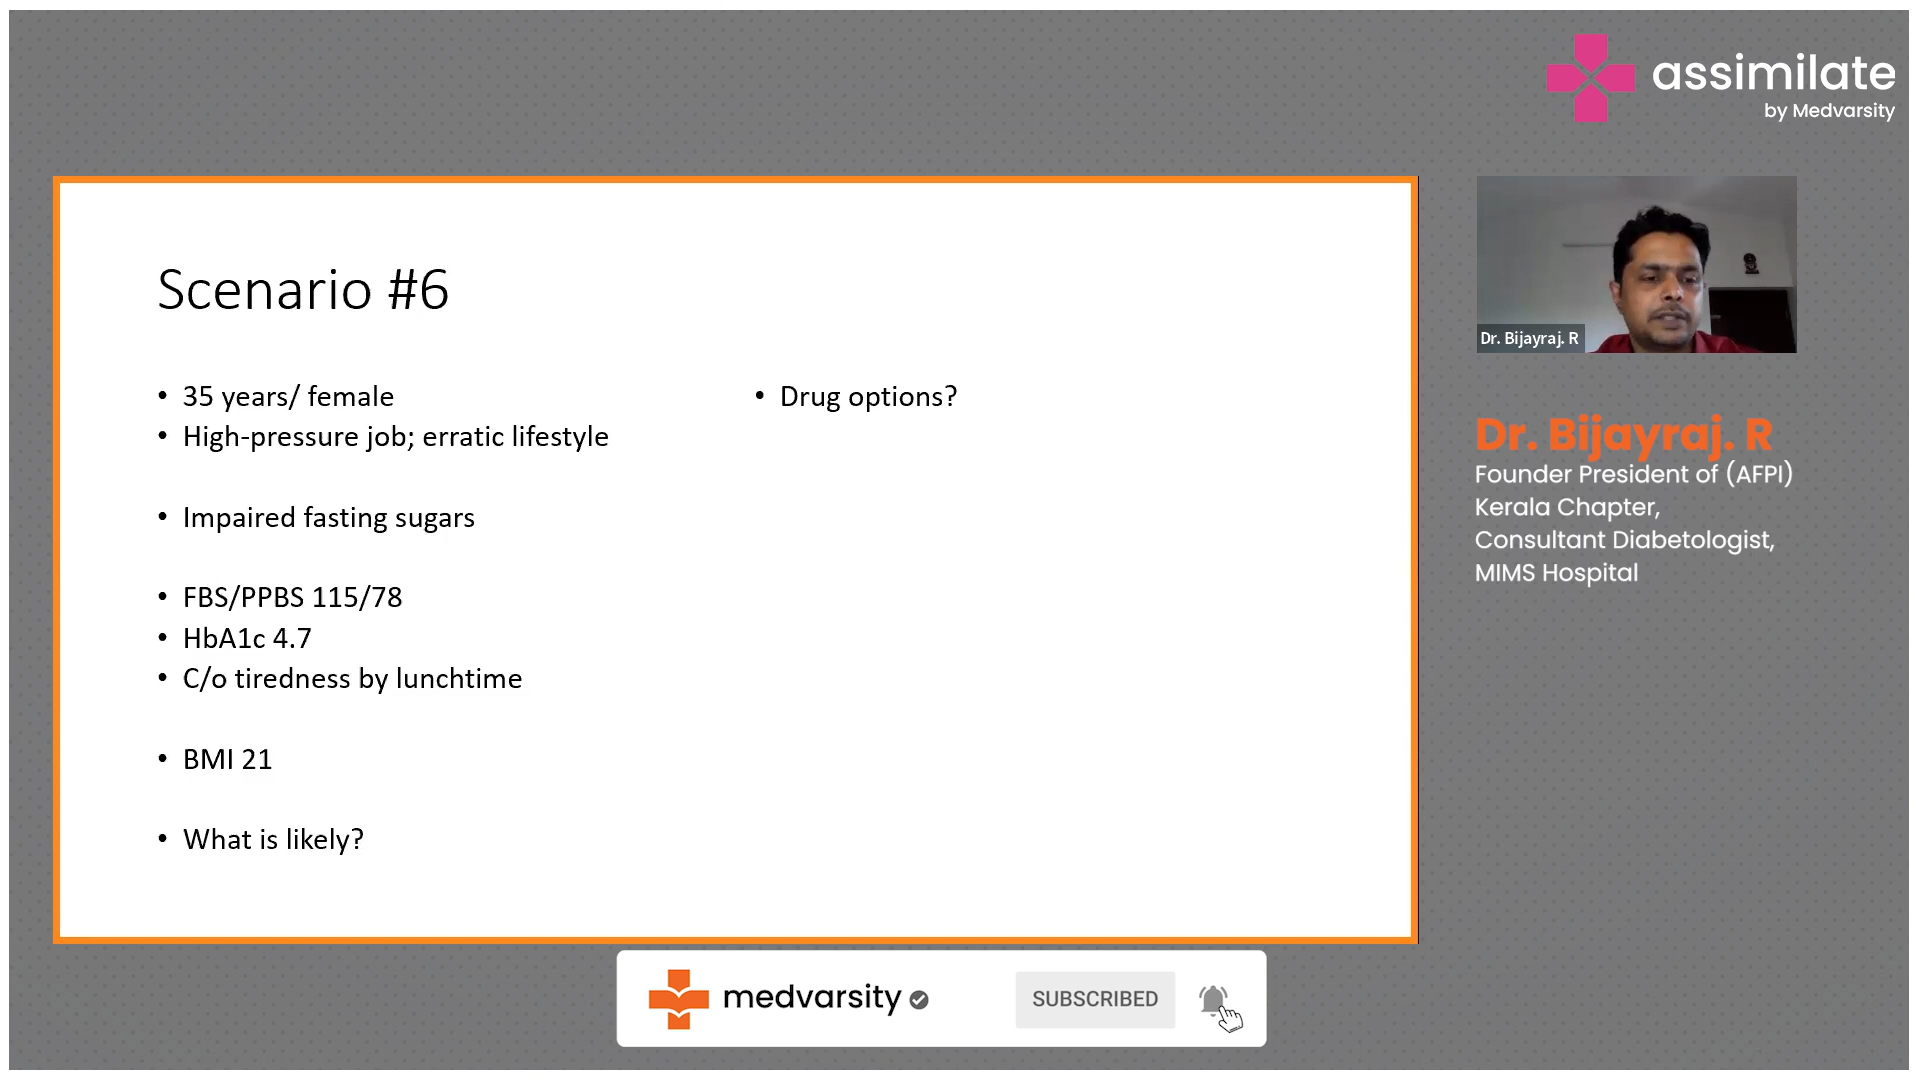 assimilate
by Medvarsity
Scenario #6
• 35 years/ female
• High-pressure job; erratic lifestyle
• Impaired fasting sugars
• FBS/PPBS 115/78
• HbA1c 4.7
• C/o tiredness by lunchtime
• BMI 21
• What is likely?
• Drug options?
Dr. Bijayraj. R
Dr. Bijayraj. R
Founder President of (AFPI)
Kerala Chapter,
Consultant Diabetologist,
MIMS Hospital
medvarsity
SUBSCRIBED